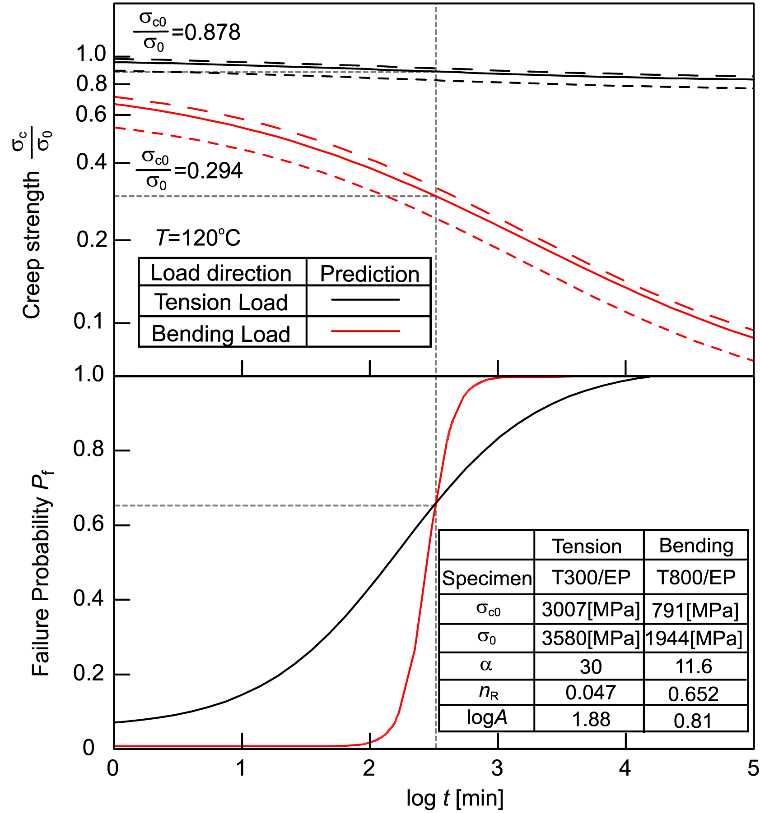 σc0/σ0=0.878
1.0
0.8
0.6
0.4
0.2
0.1
Creep strength σc/σ0
σc0/σ0=0.294
T=120°C
Load direction Prediction
Tension Load
Bending Load
1.0
0.8
0.6
0.4
0.2
0
Failure Probability Pf
Tension Bending
Specimen T300/EP T800/EP
σc0 3007[MPa] 791[MPa]
σ0 3580[MPa] 1944[MPa]
α 30 11.6
nR 0.047 0.652
logA 1.88 0.81
0 1 2 3 4 5
log t [min]